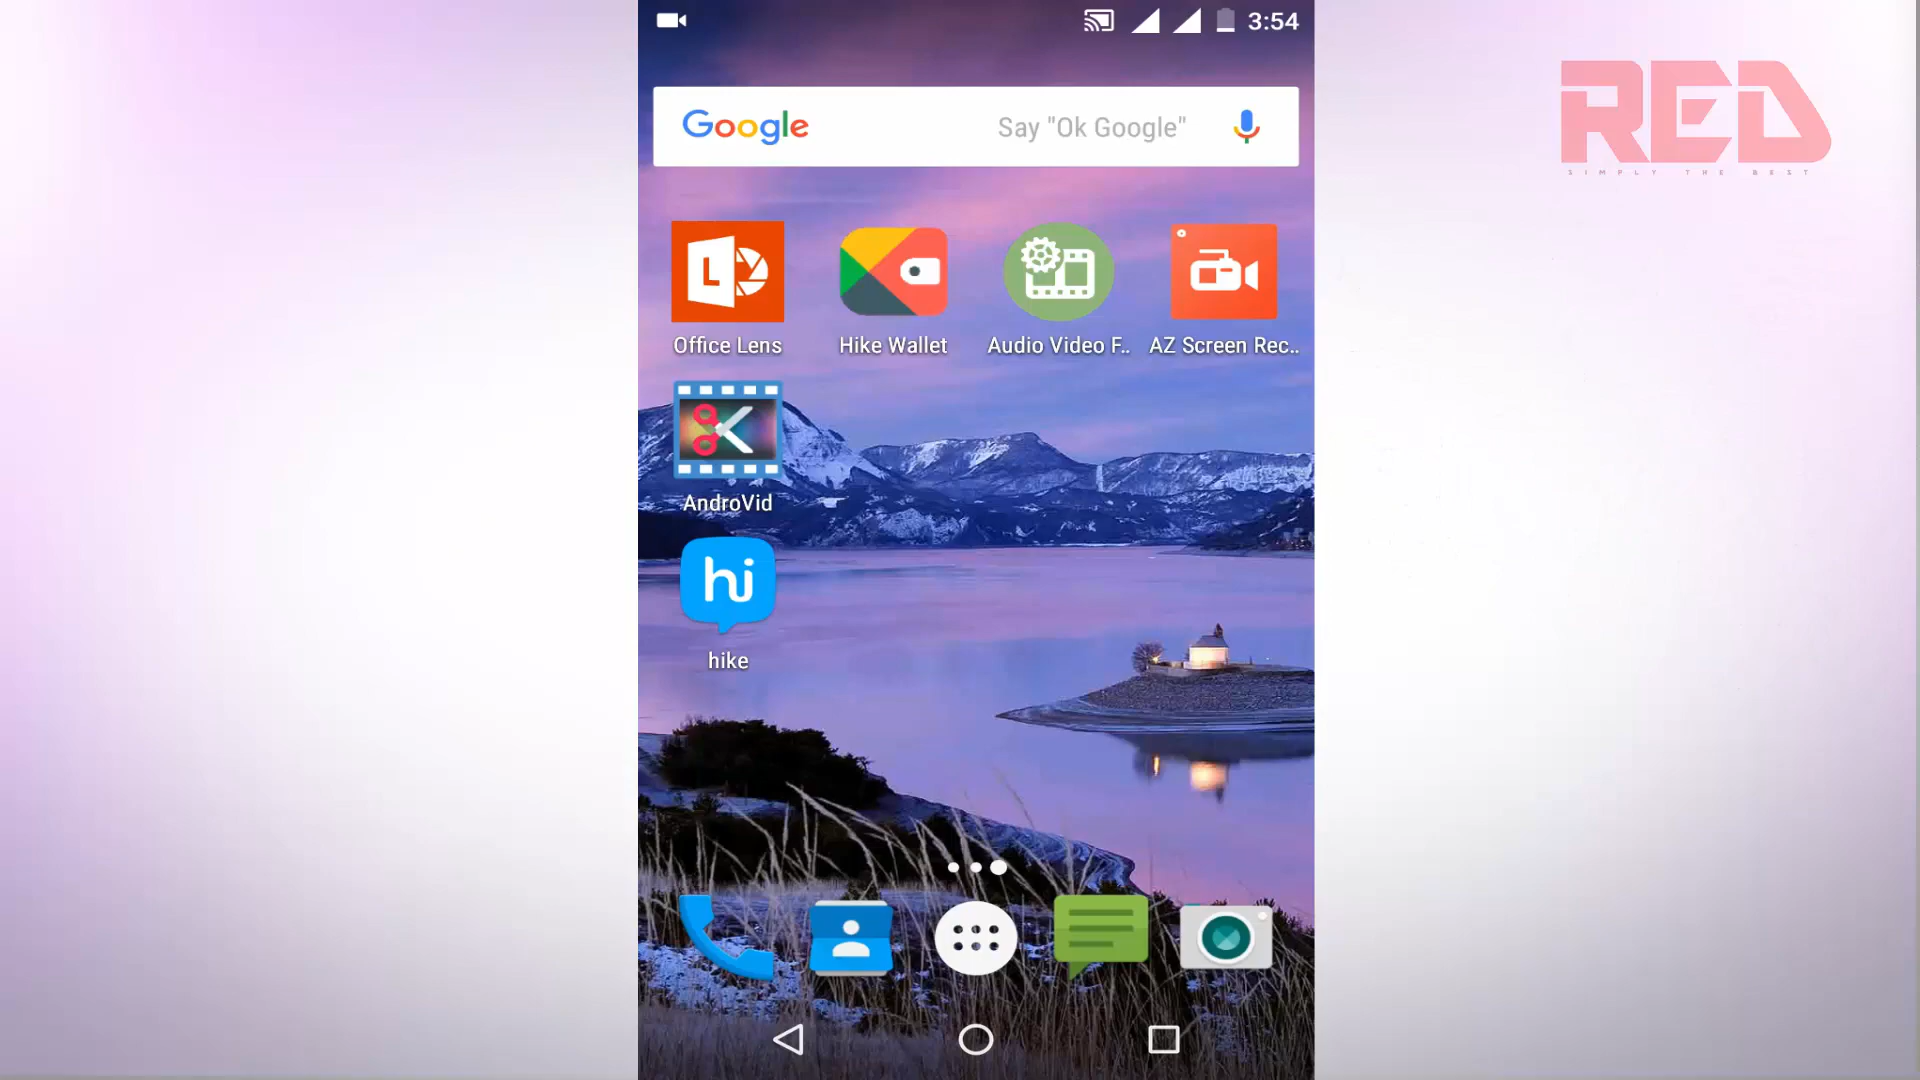 3:54
Google Say "Ok Google"
RED
SIMPLY THE BEST
L
Office Lens Hike Wallet Audio Video F.. AZ Screen Rec..
AndroVid
hi
hike